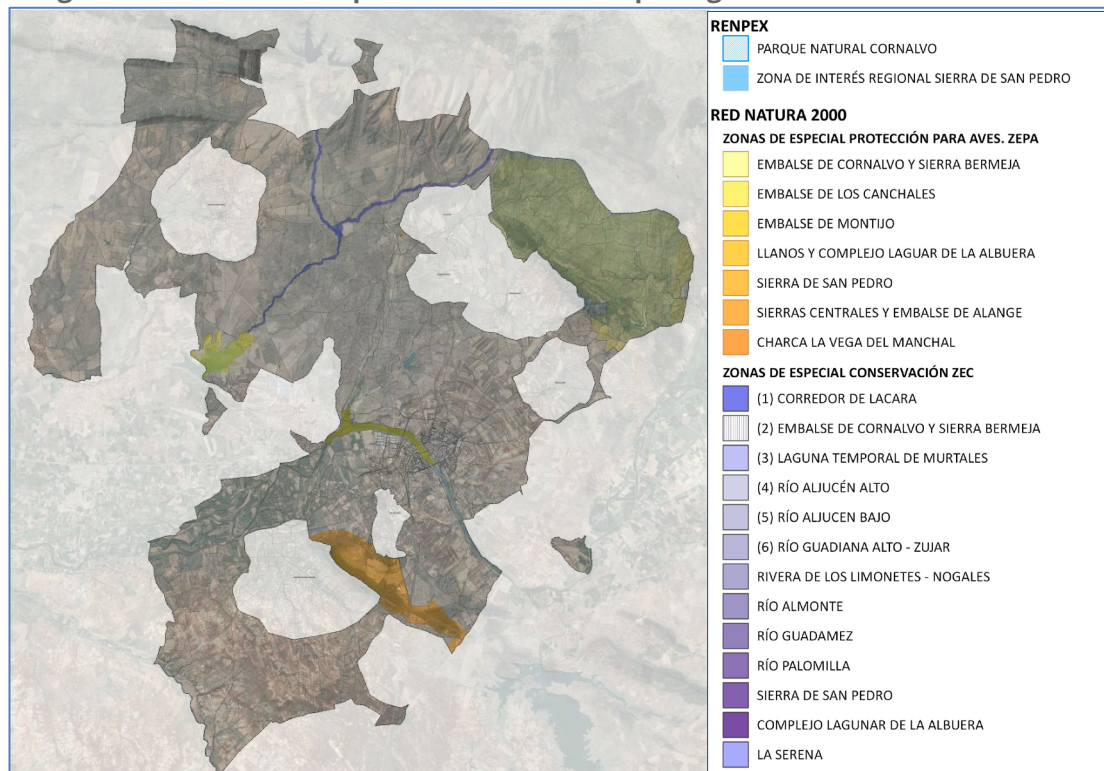 RENPEX
PARQUE NATURAL CORNALVO
ZONA DE INTERÉS REGIONAL SIERRA DE SAN PEDRO
RED NATURA 2000
ZONAS DE ESPECIAL PROTECCIÓN PARA AVES. ZEPA
EMBALSE DE CORNALVO Y SIERRA BERMEJA
EMBALSE DE LOS CANCHALES
EMBALSE DE MONTIJO
LLANOS Y COMPLEJO LAGUAR DE LA ALBUERA
SIERRA DE SAN PEDRO
SIERRAS CENTRALES Y EMBALSE DE ALANGE
CHARCA LA VEGA DEL MANCHAL
ZONAS DE ESPECIAL CONSERVACIÓN ZEC
(1) CORREDOR DE LACARA
(2) EMBALSE DE CORNALVO Y SIERRA BERMEJA
(3) LAGUNA TEMPORAL DE MURTALES
(4) RÍO ALJUCÉN ALTO
(5) RÍO ALJUCEN BAJO
(6) RÍO GUADIANA ALTO - ZUJAR
RIVERA DE LOS LIMONETES - NOGALES
RÍO ALMONTE
RÍO GUADAMEZ
RÍO PALOMILLA
SIERRA DE SAN PEDRO
COMPLEJO LAGUNAR DE LA ALBUERA
LA SERENA